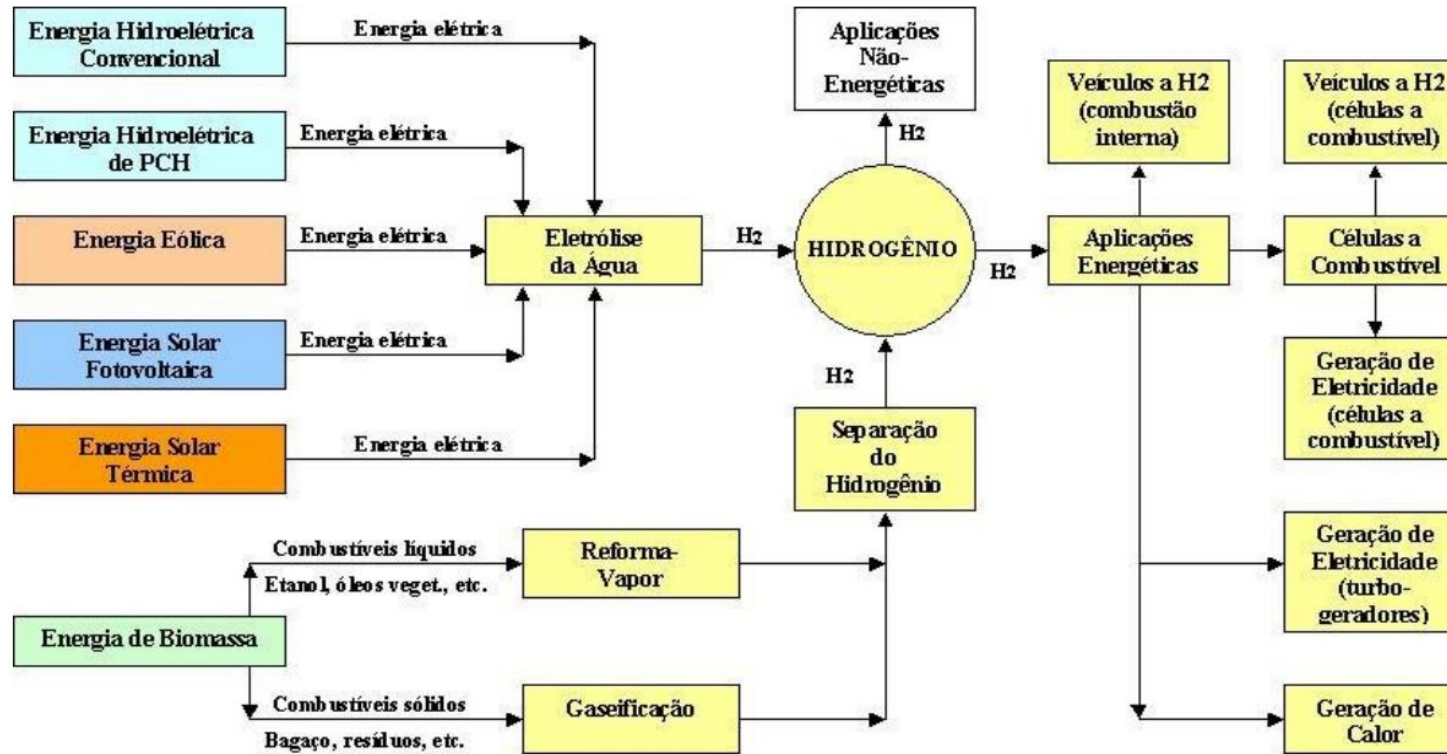 Energia Hidroelétrica
Convencional
Energia elétrica
Energia Hidroelétrica
de PCH
Energia elétrica
Energia Eólica
Energia elétrica
Energia Solar
Fotovoltaica
Energia elétrica
Energia Solar
Térmica
Energia elétrica
Eletrólise
da Água
H2
HIDROGÊNIO
H2
Aplicações
Não-
Energéticas
H2
H2
Separação
do
Hidrogênio
Energia de Biomassa
Combustíveis líquidos
Etanol, óleos veget., etc.
Reforma-
Vapor
Combustíveis sólidos
Bagaço, resíduos, etc.
Gaseificação
Aplicações
Energéticas
Veículos a H2
(combustão
interna)
Veículos a H2
(células a
combustível)
Células a
Combustível
Geração de
Eletricidade
(células a
combustível)
Geração de
Eletricidade
(turbo-
geradores)
Geração de
Calor